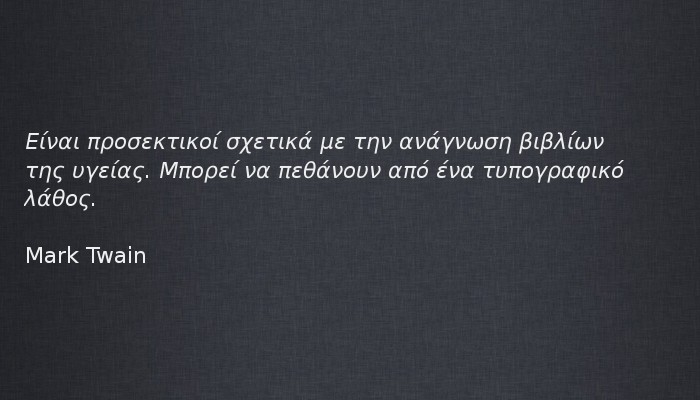 Είναι προσεκτικοί σχετικά με την ανάγνωση βιβλίων
της υγείας. Μπορεί να πεθάνουν από ένα τυπογραφικό
λάθος.
Mark Twain